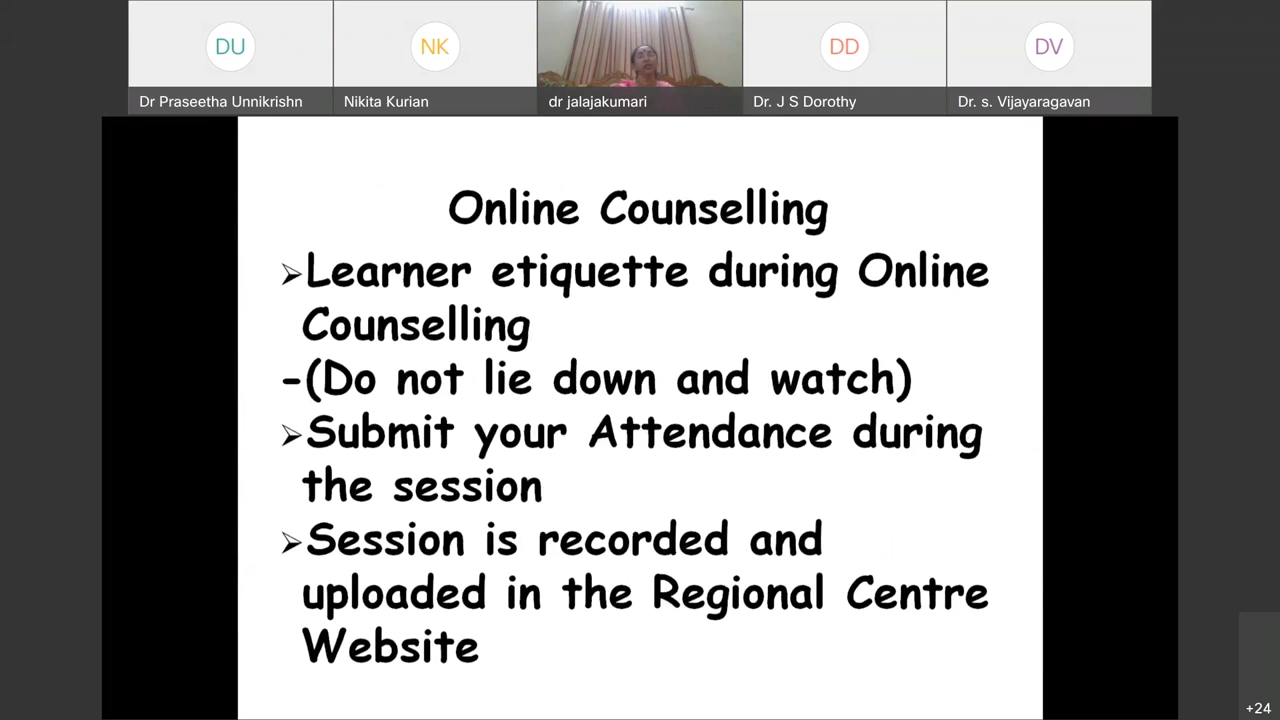 DU
NK
DD
DV
Dr Praseetha Unnikrishn
Nikita Kurian
dr jalajakumari
Dr. J S Dorothy
Dr. s. Vijayaragavan
Online Counselling
➢Learner etiquette during Online
Counselling
-(Do not lie down and watch)
➢Submit your Attendance during
the session
➢Session is recorded and
uploaded in the Regional Centre
Website
+24